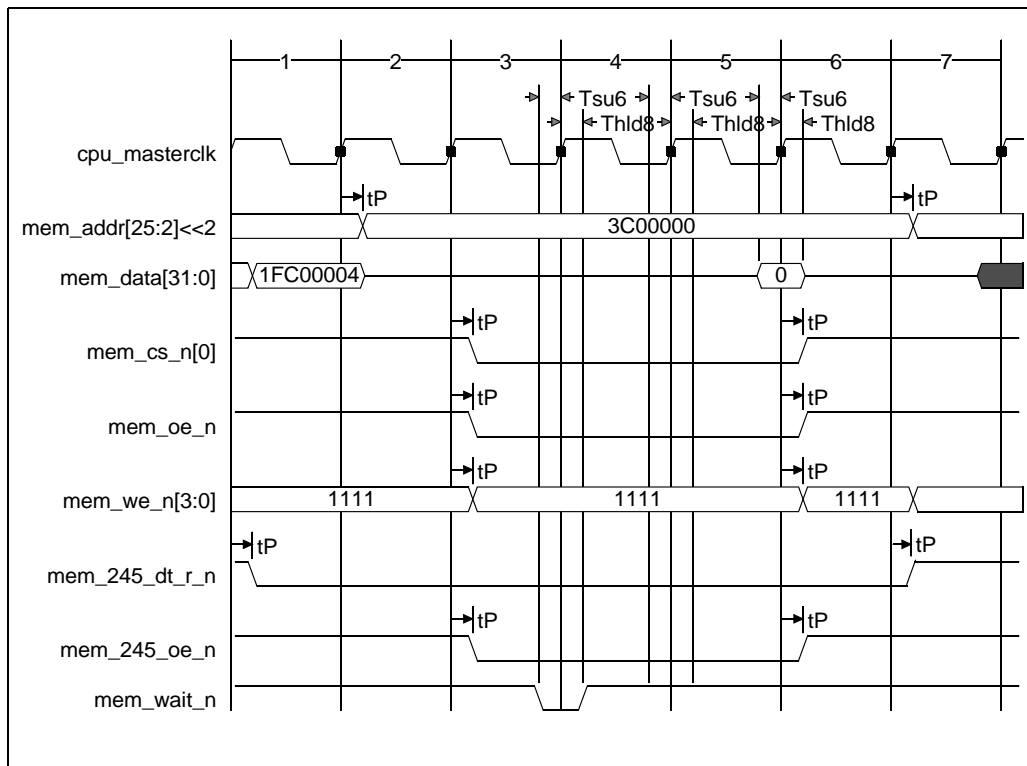 1 2 3 4 5 6 7
Tsu6 Tsu6 Tsu6
Thld8 Thld8 Thld8
cpu_masterclk
tP tP
mem_addr[25:2]<<2 3C00000
mem_data[31:0] 1FC00004 0
tP tP
mem_cs_n[0]
tP tP
mem_oe_n
tP tP
mem_we_n[3:0] 1111 1111 1111
tP tP
mem_245_dt_r_n
tP tP
mem_245_oe_n
mem_wait_n